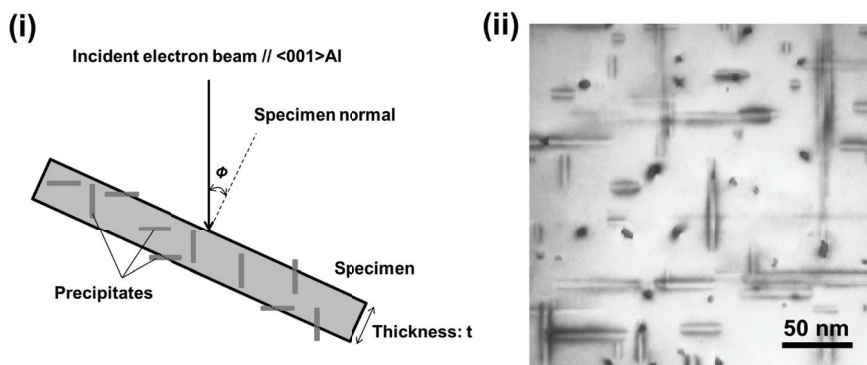 (i)
Incident electron beam // <001>Al
Specimen normal
Φ
Specimen
Precipitates
Thickness: t
(ii)
50 nm